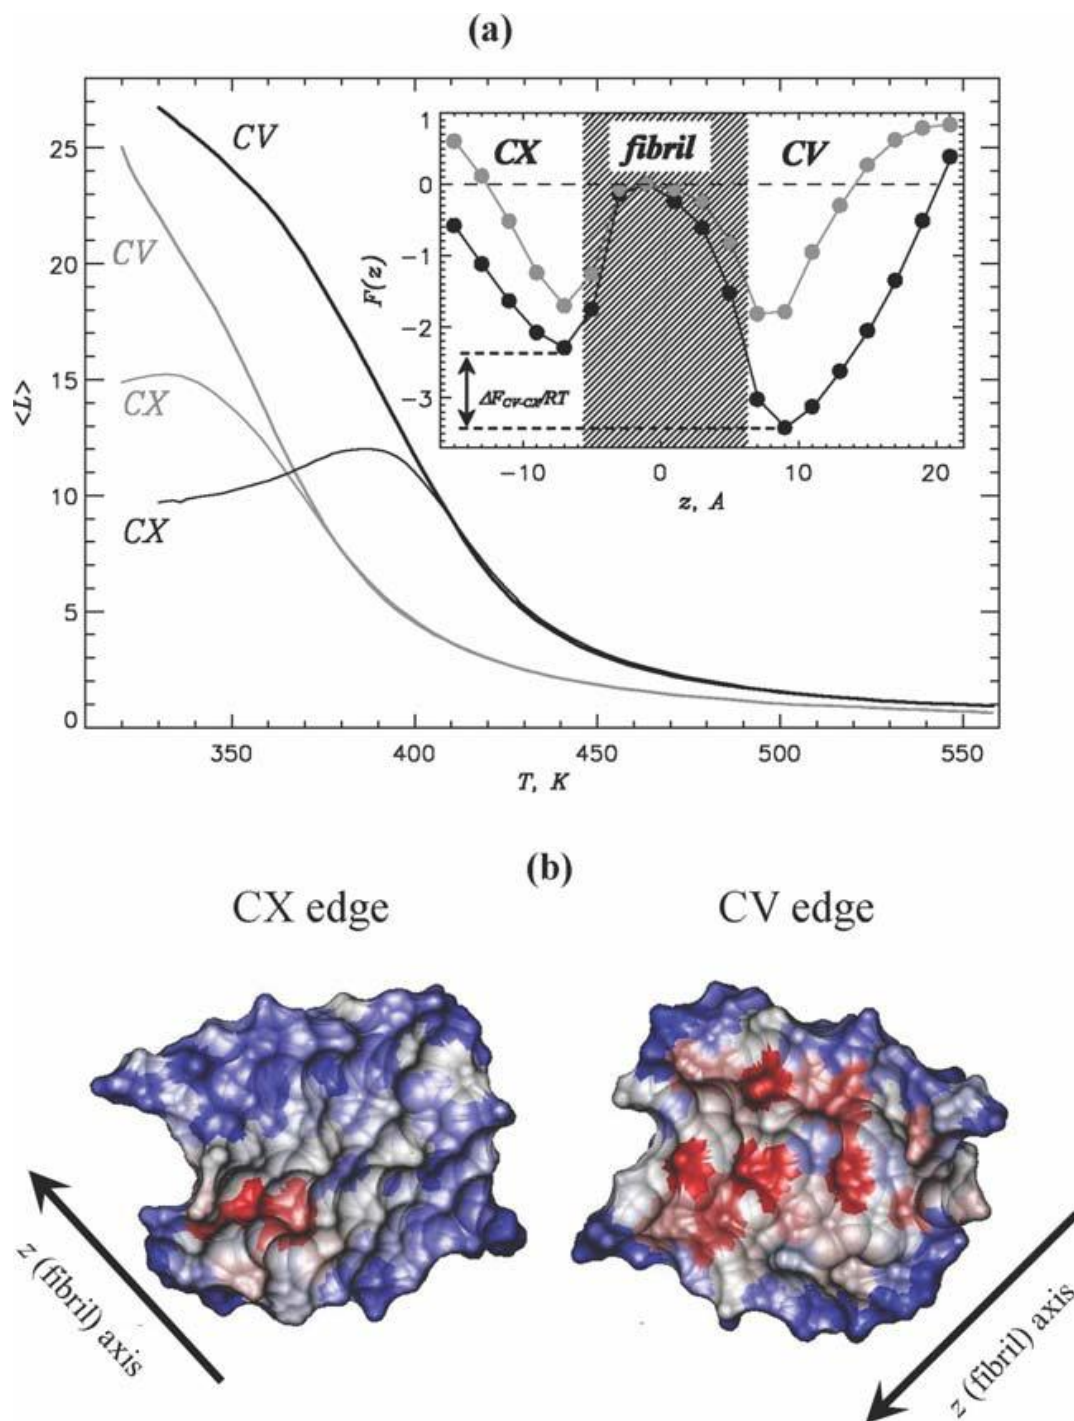 (a)
CV
CV
CX
CX
<L>
25
20
15
10
5
0
350 400 450 500 550
T, K
CX fibril CV
F(z)
1
0
−1
−2
−3
ΔF_CV-CX/RT
−10 0 10 20
z, A
(b)
CX edge CV edge
z (fibril) axis
z (fibril) axis